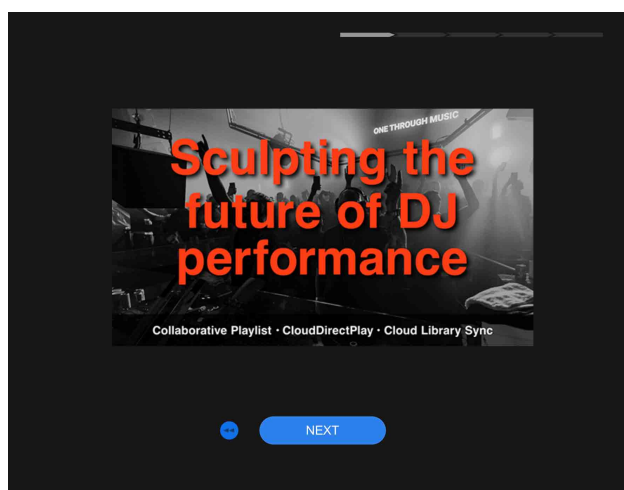 ONE THROUGH MUSIC
Sculpting the
future of DJ
performance
Collaborative Playlist · CloudDirectPlay · Cloud Library Sync
NEXT